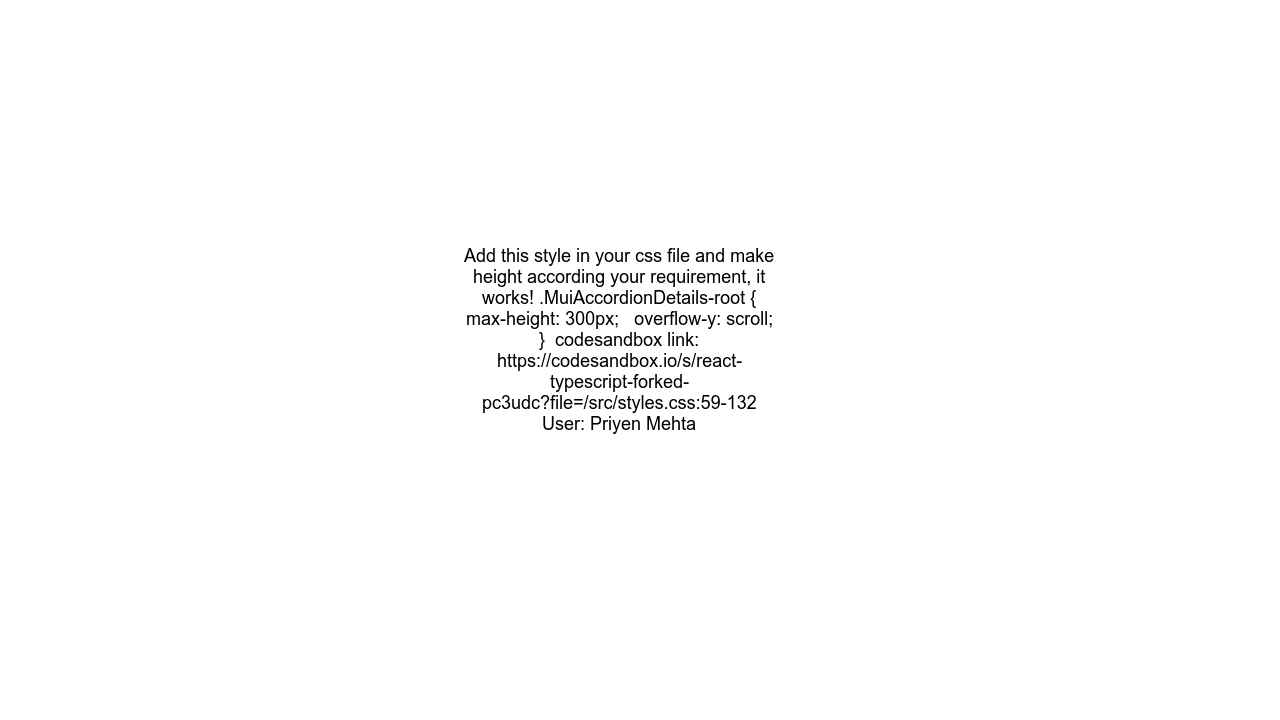 Add this style in your css file and make
height according your requirement, it
works! .MuiAccordionDetails-root {
max-height: 300px;   overflow-y: scroll;
}  codesandbox link:
https://codesandbox.io/s/react-
typescript-forked-
pc3udc?file=/src/styles.css:59-132
User: Priyen Mehta